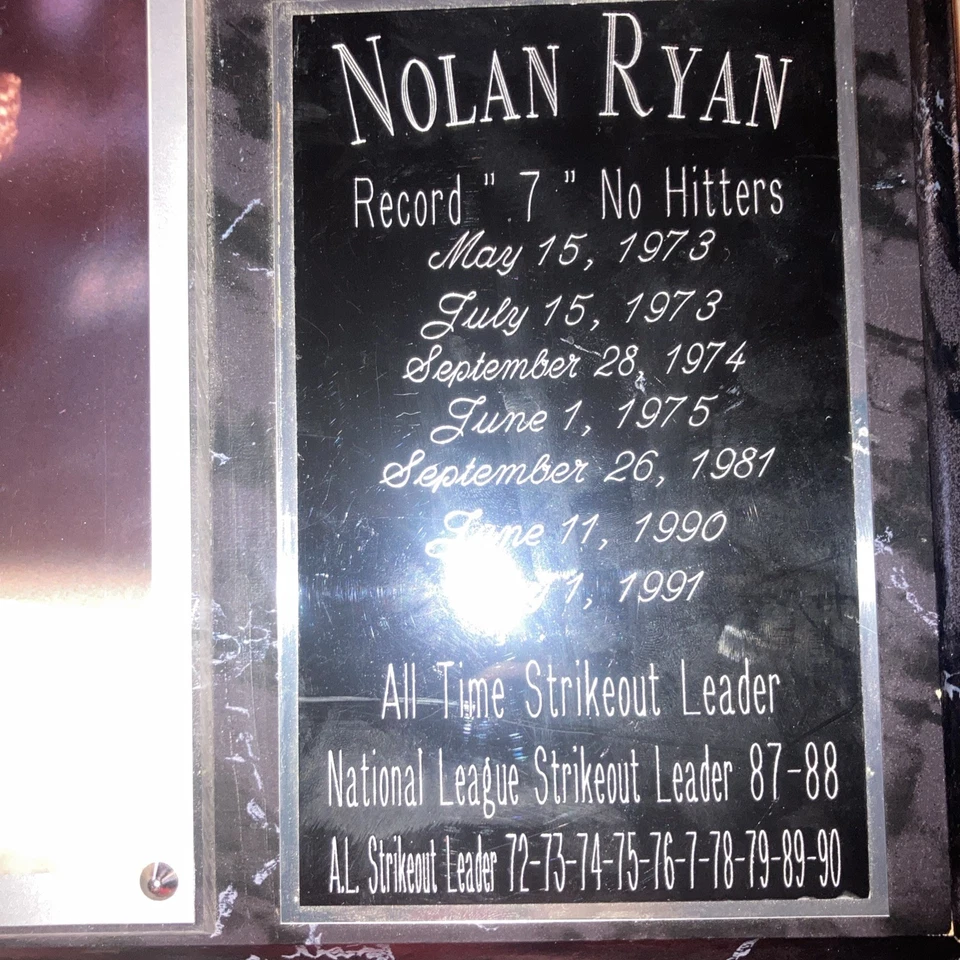 NOLAN RYAN
Record " 7 " No Hitters
May 15, 1973
July 15, 1973
September 28, 1974
June 1, 1975
September 26, 1981
June 11, 1990
1, 1991
All Time Strikeout Leader
National League Strikeout Leader 87-88
A.L. Strikeout Leader 72-73-74-75-76-7-78-79-89-90